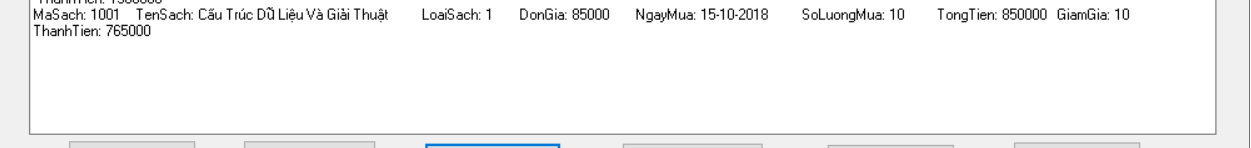 MaSach: 1001 TenSach: Cấu Trúc Dữ Liệu Và Giải Thuật LoaiSach: 1 DonGia: 85000 NgayMua: 15-10-2018 SoLuongMua: 10 TongTien: 850000 GiamGia: 10
ThanhTien: 765000